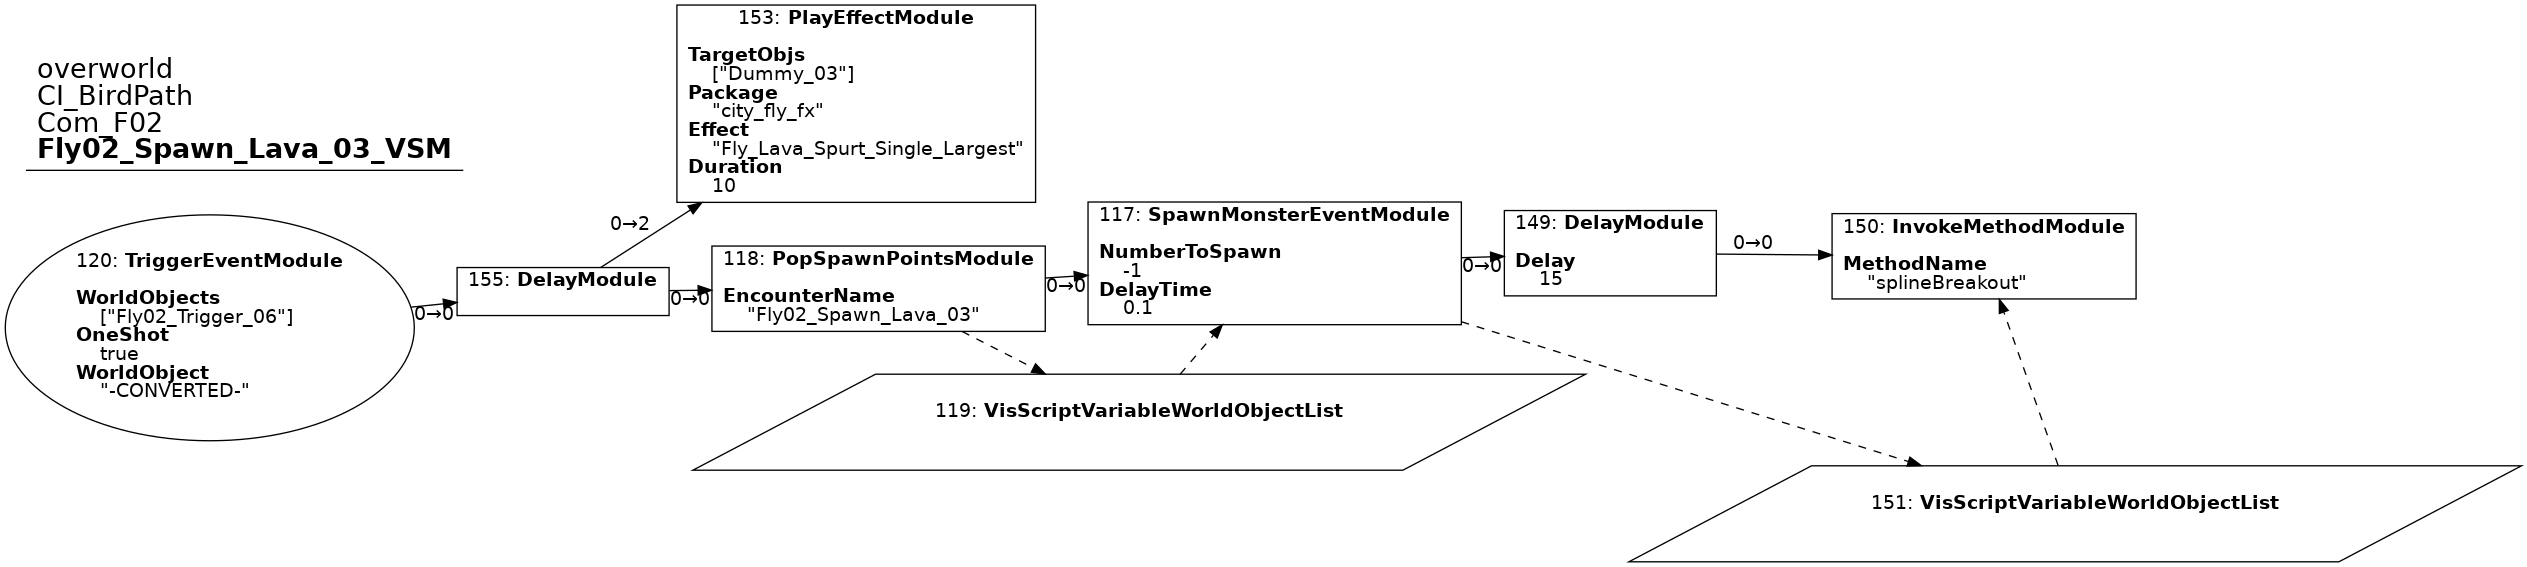 overworld
CI_BirdPath
Com_F02
Fly02_Spawn_Lava_03_VSM
153: PlayEffectModule
TargetObjs
["Dummy_03"]
Package
"city_fly_fx"
Effect
"Fly_Lava_Spurt_Single_Largest"
Duration
10
120: TriggerEventModule
WorldObjects
["Fly02_Trigger_06"]
OneShot
true
WorldObject
"-CONVERTED-"
0→0
155: DelayModule
0→2
0→0
118: PopSpawnPointsModule
EncounterName
"Fly02_Spawn_Lava_03"
0→0
117: SpawnMonsterEventModule
NumberToSpawn
-1
DelayTime
0.1
0→0
149: DelayModule
Delay
15
0→0
150: InvokeMethodModule
MethodName
"splineBreakout"
119: VisScriptVariableWorldObjectList
151: VisScriptVariableWorldObjectList